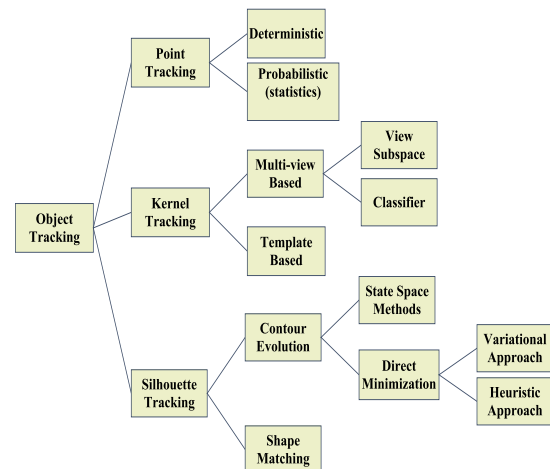 Object
Tracking
Point
Tracking
Deterministic
Probabilistic
(statistics)
Kernel
Tracking
Multi-view
Based
View
Subspace
Classifier
Template
Based
Silhouette
Tracking
Contour
Evolution
State Space
Methods
Direct
Minimization
Variational
Approach
Heuristic
Approach
Shape
Matching